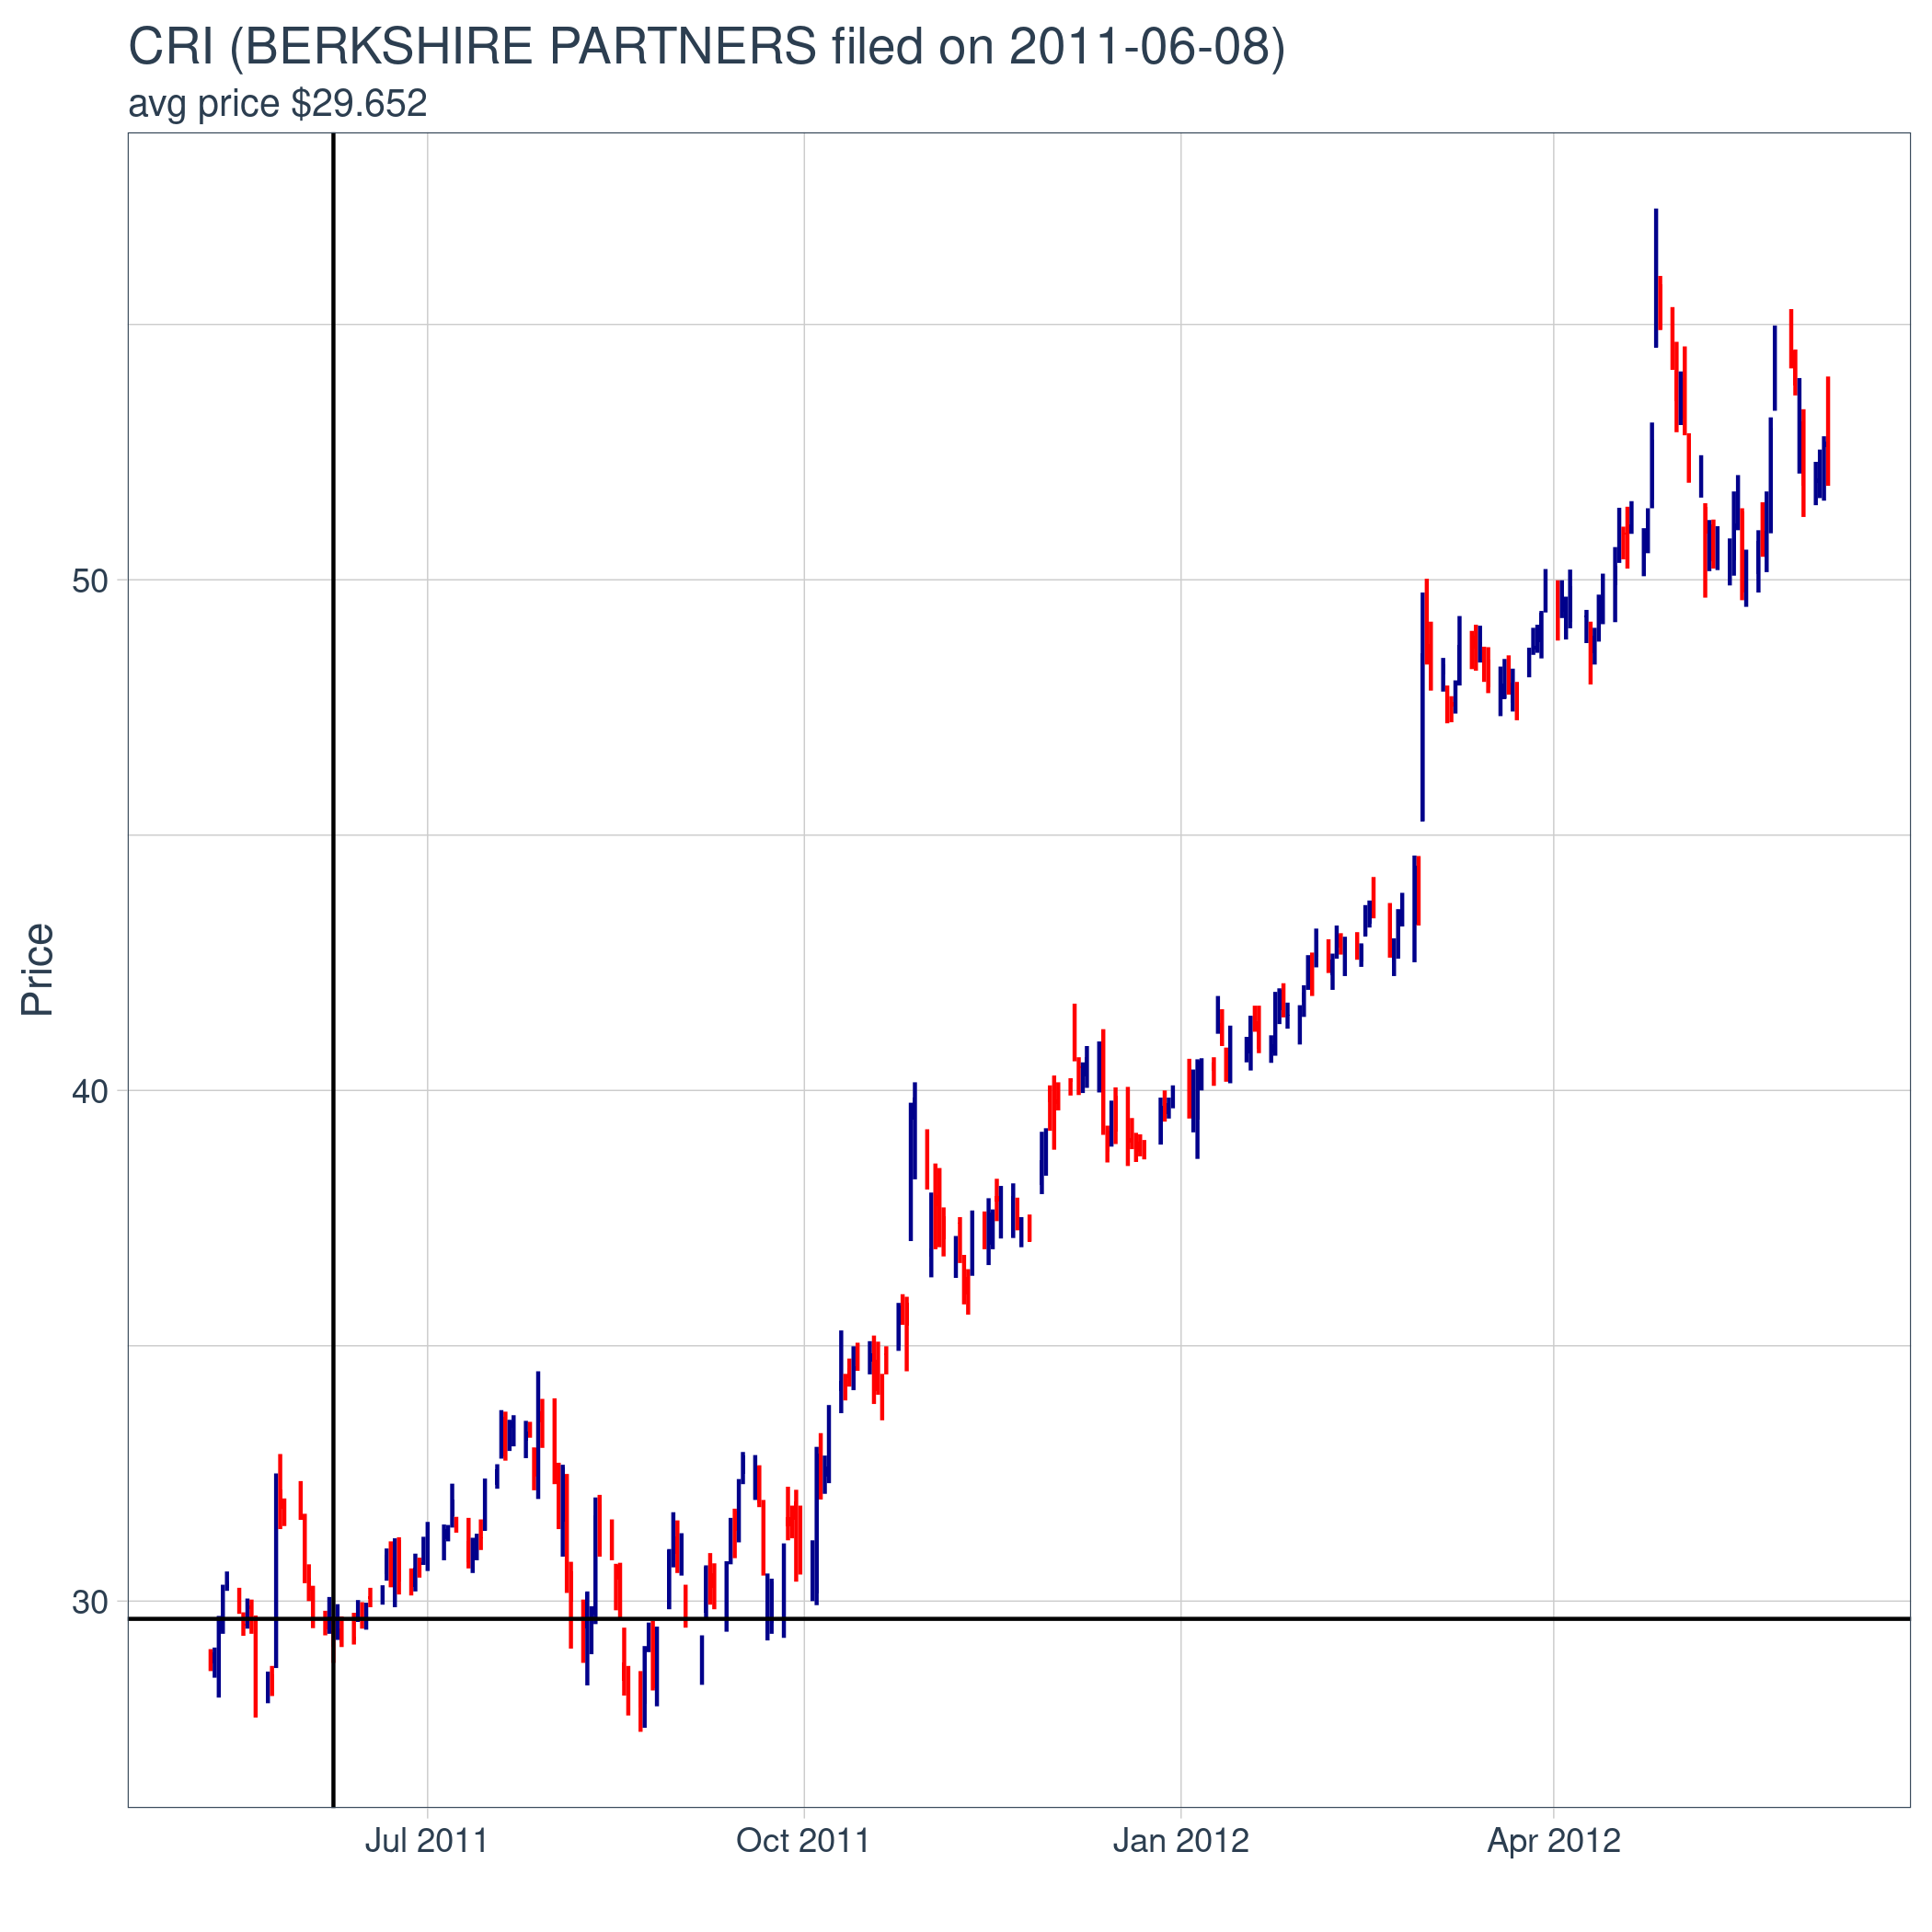 CRI (BERKSHIRE PARTNERS filed on 2011-06-08)
avg price $29.652
50
40
30
Price
Jul 2011
Oct 2011
Jan 2012
Apr 2012